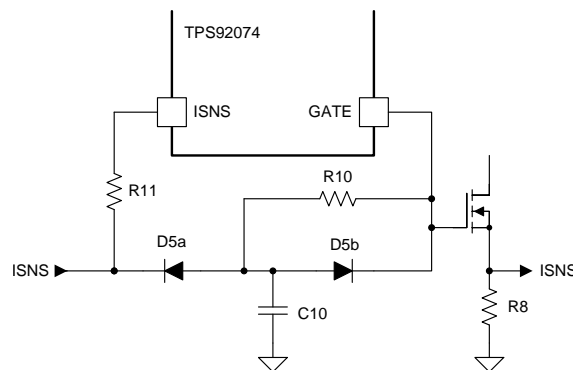 TPS92074
ISNS GATE
R11
R10
D5a D5b
ISNS
ISNS
C10
R8